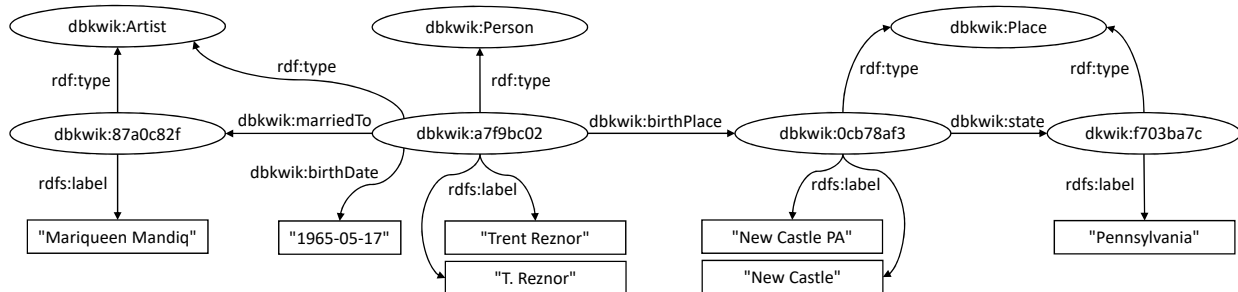 dbkwik:Artist
dbkwik:Person
dbkwik:Place
rdf:type
rdf:type
rdf:type
rdf:type
rdf:type
dbkwik:87a0c82f
dbkwik:marriedTo
dbkwik:a7f9bc02
dbkwik:birthPlace
dbkwik:0cb78af3
dbkwik:state
dkwik:f703ba7c
rdfs:label
dbkwik:birthDate
rdfs:label
rdfs:label
rdfs:label
"Mariqueen Mandiq"
"1965-05-17"
"Trent Reznor"
"New Castle PA"
"Pennsylvania"
"T. Reznor"
"New Castle"